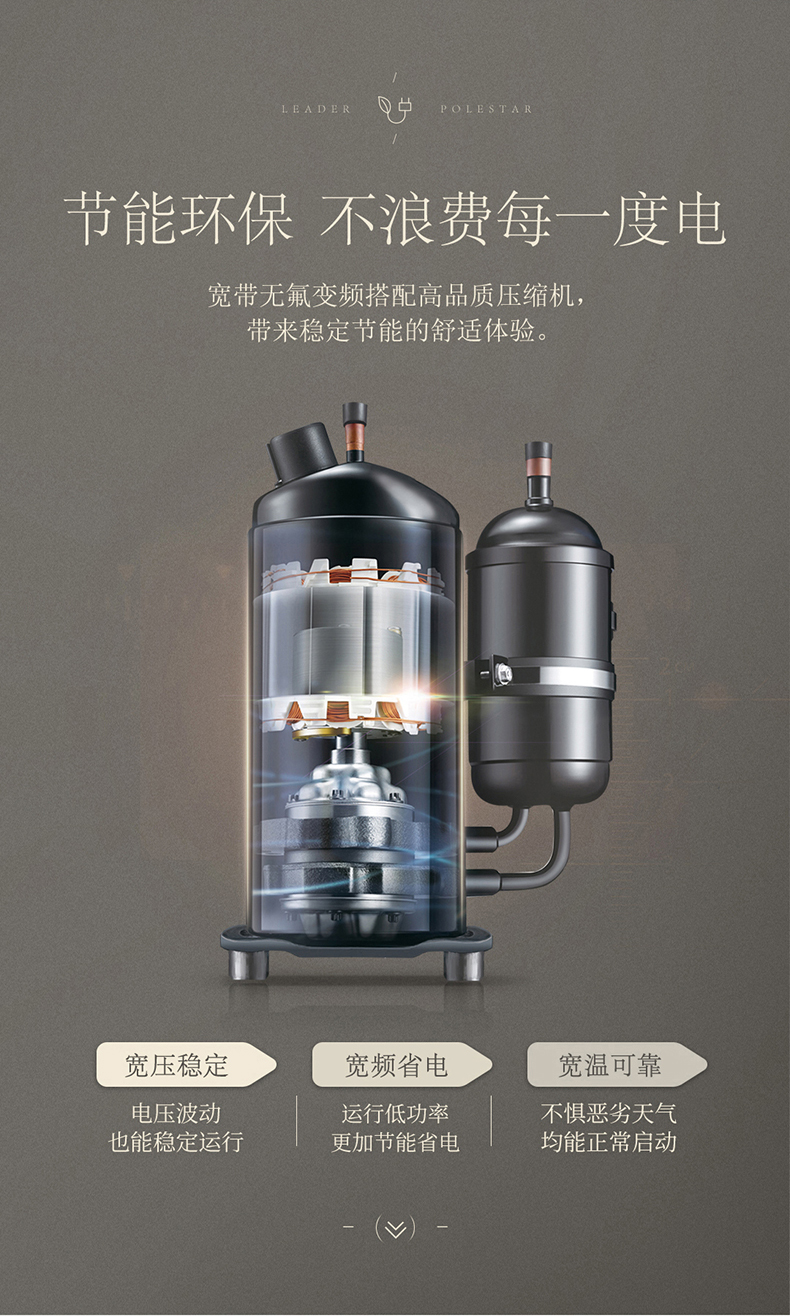 LEADER POLESTAR
节能环保 不浪费每一度电
宽带无氟变频搭配高品质压缩机，
带来稳定节能的舒适体验。
宽压稳定 宽频省电 宽温可靠
电压波动 运行低功率 不惧恶劣天气
也能稳定运行 更加节能省电 均能正常启动